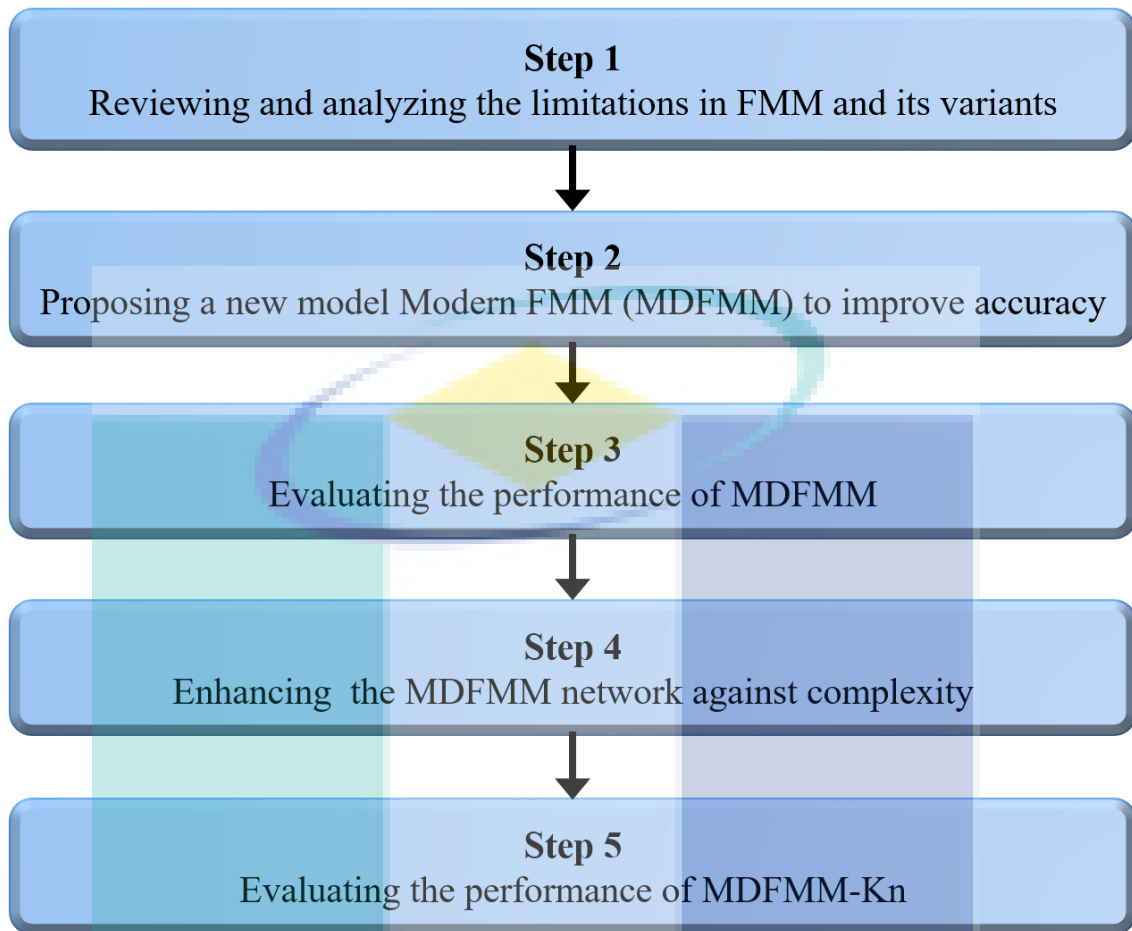 Step 1
Reviewing and analyzing the limitations in FMM and its variants
Step 2
Proposing a new model Modern FMM (MDFMM) to improve accuracy
Step 3
Evaluating the performance of MDFMM
Step 4
Enhancing the MDFMM network against complexity
Step 5
Evaluating the performance of MDFMM-Kn